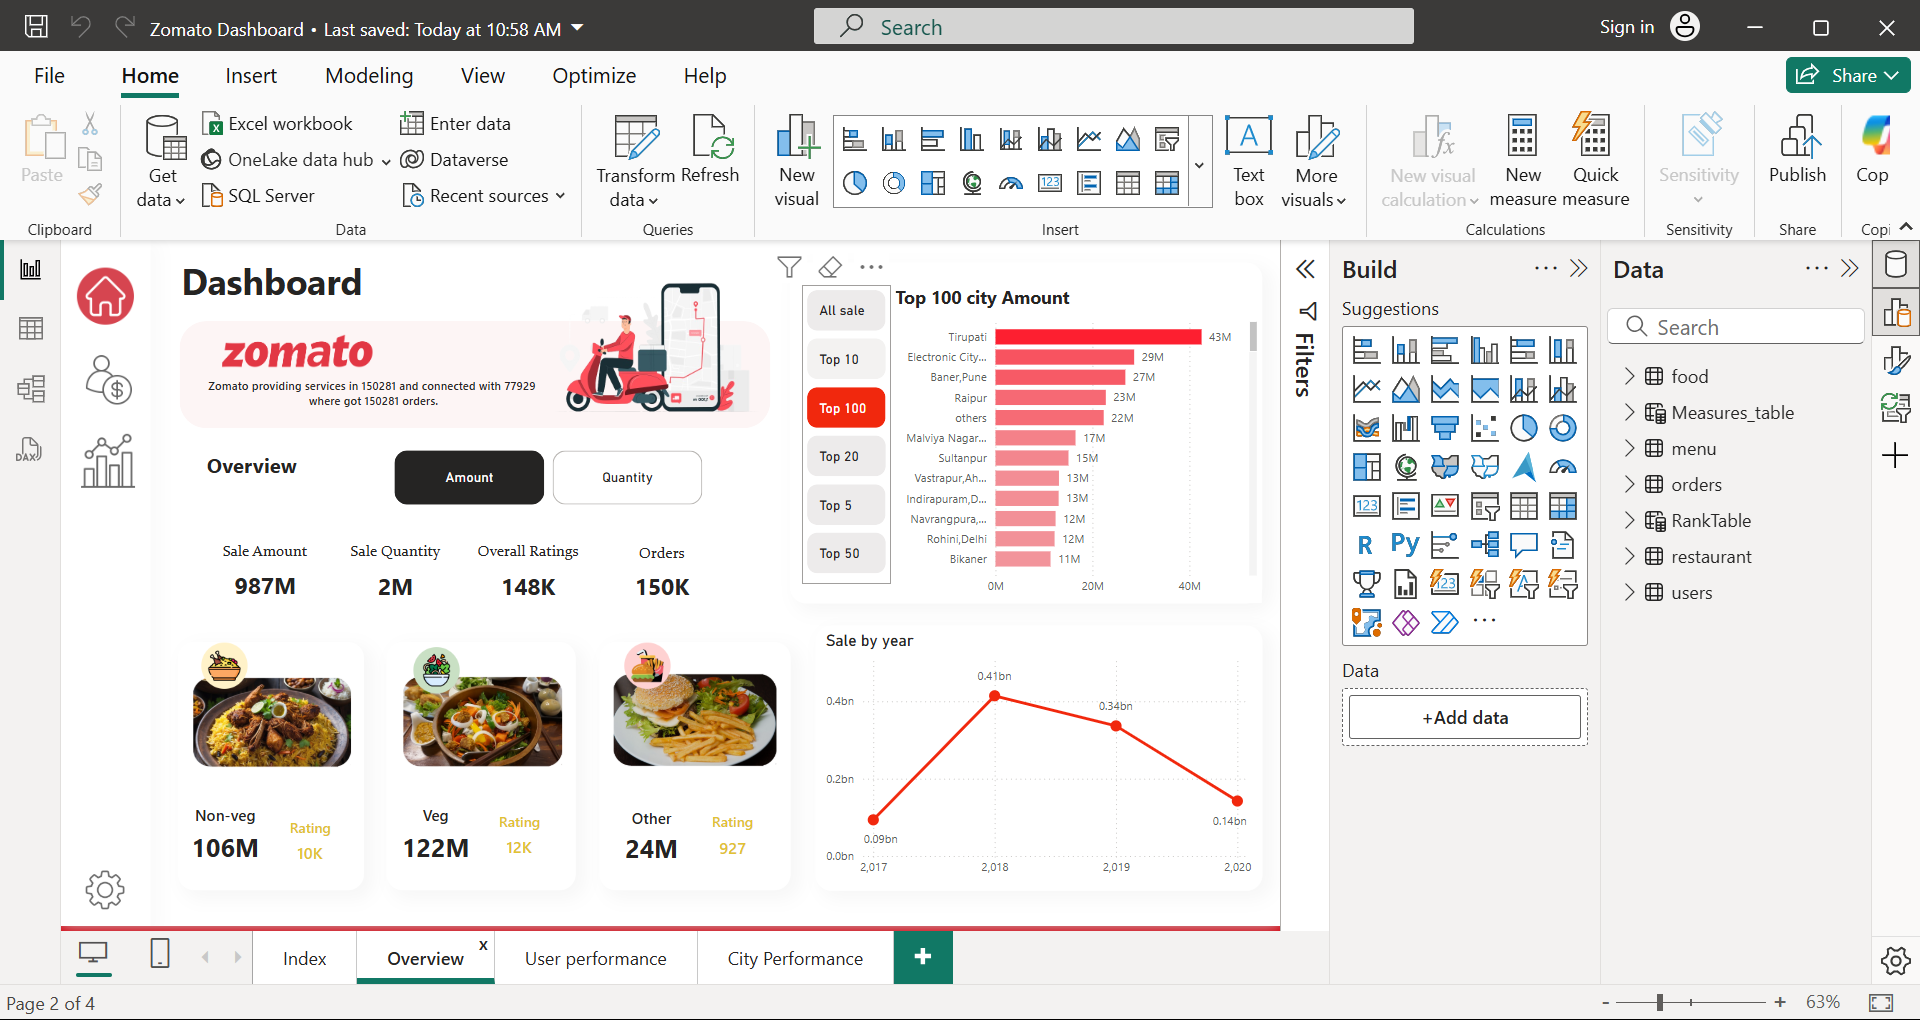 Zomato Dashboard • Last saved: Today at 10:58 AM
Search
Sign in
File
Home
Insert
Modeling
View
Optimize
Help
Share
Paste
Clipboard
Get data
Excel workbook
OneLake data hub
SQL Server
Enter data
Dataverse
Recent sources
Data
Transform data
Refresh
Queries
New visual
Text box
More visuals
Insert
New visual calculation
New measure
Quick measure
Calculations
Sensitivity
Sensitivity
Publish
Share
Cop
Copi
Dashboard
zomato
Zomato providing services in 150281 and connected with 77929
where got 150281 orders.
Overview
Amount
Quantity
Sale Amount
987M
Sale Quantity
2M
Overall Ratings
148K
Orders
150K
Non-veg
106M
Rating
10K
Veg
122M
Rating
12K
Other
24M
Rating
927
All sale
Top 10
Top 100
Top 20
Top 5
Top 50
Top 100 city Amount
Tirupati 43M
Electronic City... 29M
Baner,Pune 27M
Raipur 23M
others 22M
Malviya Nagar... 17M
Sultanpur 15M
Vastrapur,Ah... 13M
Indirapuram,D... 13M
Navrangpura,... 12M
Rohini,Delhi 12M
Bikaner 11M
0M 20M 40M
Sale by year
0.4bn
0.2bn
0.0bn
0.09bn
0.41bn
0.34bn
0.14bn
2,017 2,018 2,019 2,020
Filters
Build
Suggestions
123
R
Py
123
Data
+Add data
Data
Search
food
Measures_table
menu
orders
RankTable
restaurant
users
DAX
Index
Overview
x
User performance
City Performance
+
Page 2 of 4
- + 63%